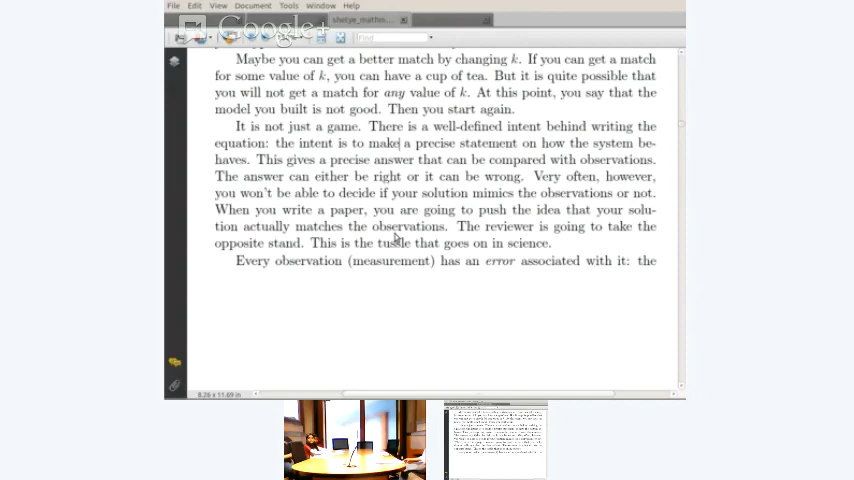 File Edit View Document Tools Window Help
shetye_mathm...
Google+
Find
Maybe you can get a better match by changing k. If you can get a match
for some value of k, you can have a cup of tea. But it is quite possible that
you will not get a match for any value of k. At this point, you say that the
model you built is not good. Then you start again.
It is not just a game. There is a well-defined intent behind writing the
equation: the intent is to make a precise statement on how the system be-
haves. This gives a precise answer that can be compared with observations.
The answer can either be right or it can be wrong. Very often, however,
you won't be able to decide if your solution mimics the observations or not.
When you write a paper, you are going to push the idea that your solu-
tion actually matches the observations. The reviewer is going to take the
opposite stand. This is the tussle that goes on in science.
Every observation (measurement) has an error associated with it: the
8.26 x 11.69 in